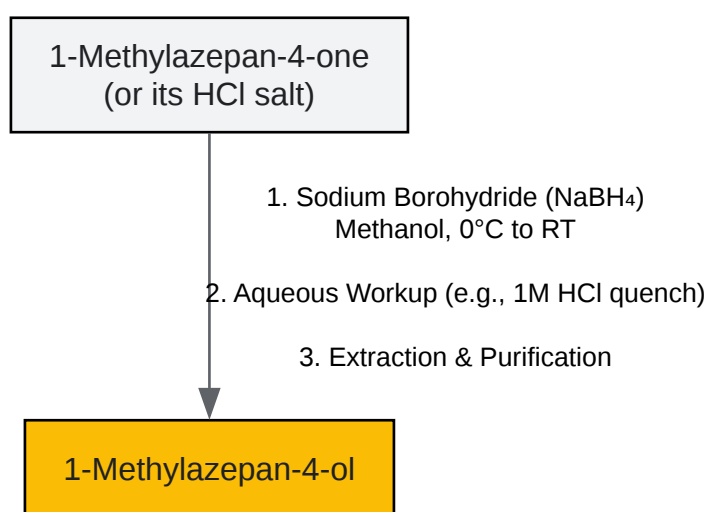 1-Methylazepan-4-one
(or its HCl salt)
1. Sodium Borohydride (NaBH₄)
Methanol, 0°C to RT
2. Aqueous Workup (e.g., 1M HCl quench)
3. Extraction & Purification
1-Methylazepan-4-ol